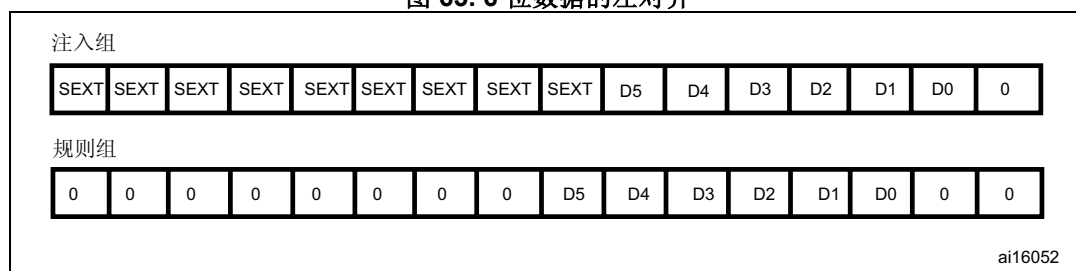 注入组
SEXT SEXT SEXT SEXT SEXT SEXT SEXT SEXT SEXT D5 D4 D3 D2 D1 D0 0
规则组
0 0 0 0 0 0 0 0 D5 D4 D3 D2 D1 D0 0 0
ai16052